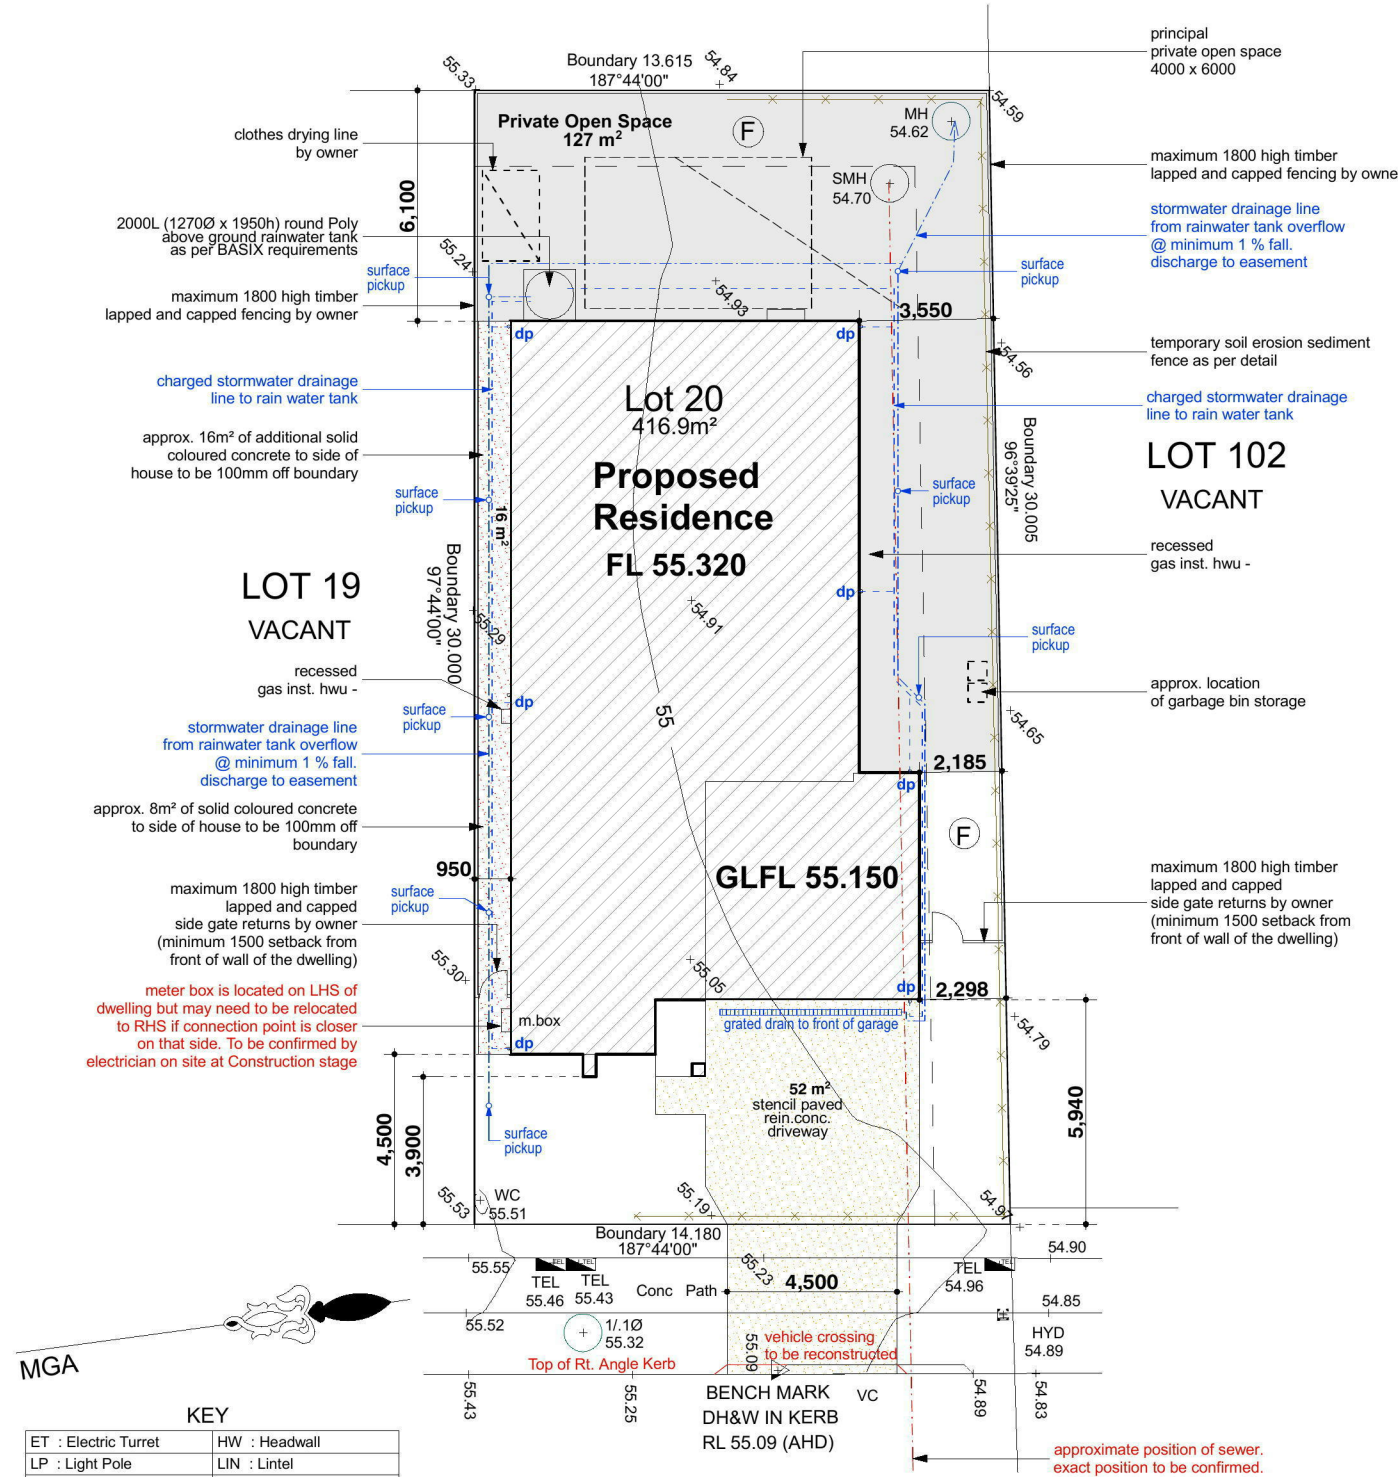 principal
private open space
4000 x 6000
Boundary 13.615
187°44'00"
55.33
54.84
54.59
Private Open Space
127 m²
F
MH
54.62
SMH
54.70
clothes drying line
by owner
maximum 1800 high timber
lapped and capped fencing by owne
6,100
2000L (1270Ø x 1950h) round Poly
above ground rainwater tank
as per BASIX requirements
stormwater drainage line
from rainwater tank overflow
@ minimum 1 % fall.
discharge to easement
55.24
surface
pickup
surface
pickup
54.93
maximum 1800 high timber
lapped and capped fencing by owner
3,550
dp
dp
temporary soil erosion sediment
fence as per detail
54.56
charged stormwater drainage
line to rain water tank
Lot 20
416.9m²
charged stormwater drainage
line to rain water tank
approx. 16m² of additional solid
coloured concrete to side of
house to be 100mm off boundary
Boundary 30.005
96°39'25"
LOT 102
VACANT
Proposed
Residence
FL 55.320
surface
pickup
surface
pickup
16 m²
recessed
gas inst. hwu -
Boundary 30.000
97°44'00"
LOT 19
VACANT
55.29
54.91
dp
surface
pickup
recessed
gas inst. hwu -
approx. location
of garbage bin storage
dp
55
54.65
surface
pickup
stormwater drainage line
from rainwater tank overflow
@ minimum 1 % fall.
discharge to easement
2,185
dp
approx. 8m² of solid coloured concrete
to side of house to be 100mm off
boundary
F
950
GLFL 55.150
surface
pickup
maximum 1800 high timber
lapped and capped
side gate returns by owner
(minimum 1500 setback from
front of wall of the dwelling)
maximum 1800 high timber
lapped and capped
side gate returns by owner
(minimum 1500 setback from
front of wall of the dwelling)
55.30
55.05
dp
2,298
meter box is located on LHS of
dwelling but may need to be relocated
to RHS if connection point is closer
on that side. To be confirmed by
electrician on site at Construction stage
m.box
dp
grated drain to front of garage
54.79
52 m²
stencil paved
rein.conc.
driveway
4,500
3,900
5,940
surface
pickup
55.53
WC
55.51
55.19
54.97
Boundary 14.180
187°44'00"
54.90
55.55
TEL
55.46
TEL
55.43
TEL
TEL
Conc Path
55.23
4,500
TEL
54.96
TEL
54.85
55.52
1/.1Ø
55.32
HYD
54.89
Top of Rt. Angle Kerb
55.09
vehicle crossing
to be reconstructed
MGA
55.43
55.25
BENCH MARK
DH&W IN KERB
RL 55.09 (AHD)
VC
54.89
54.83
KEY
ET : Electric Turret
HW : Headwall
LP : Light Pole
LIN : Lintel
approximate position of sewer.
exact position to be confirmed.